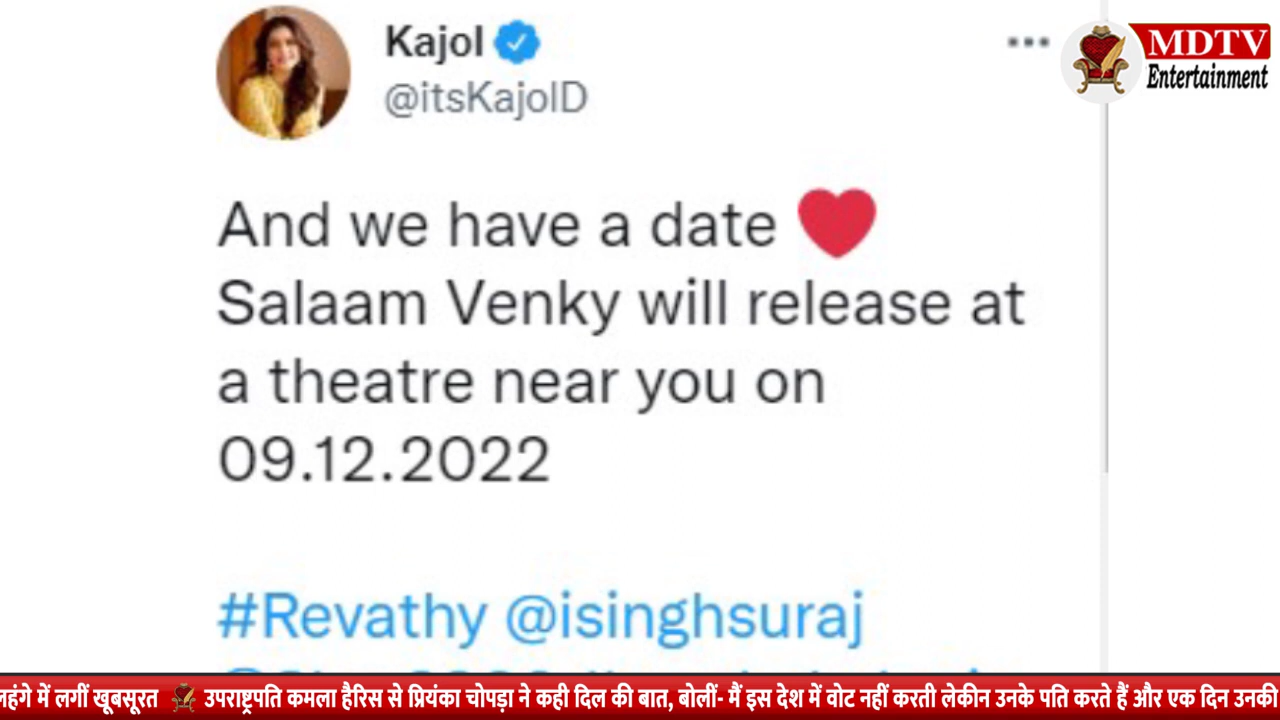 Kajol
@itsKajolD
MDTV
Entertainment
And we have a date
Salaam Venky will release at
a theatre near you on
09.12.2022
#Revathy @isinghsuraj
लहंगे में लगीं खूबसूरत उपराष्ट्रपति कमला हैरिस से प्रियंका चोपड़ा ने कही दिल की बात, बोलीं- मैं इस देश में वोट नहीं करती लेकीन उनके पति करते हैं और एक दिन उनकी